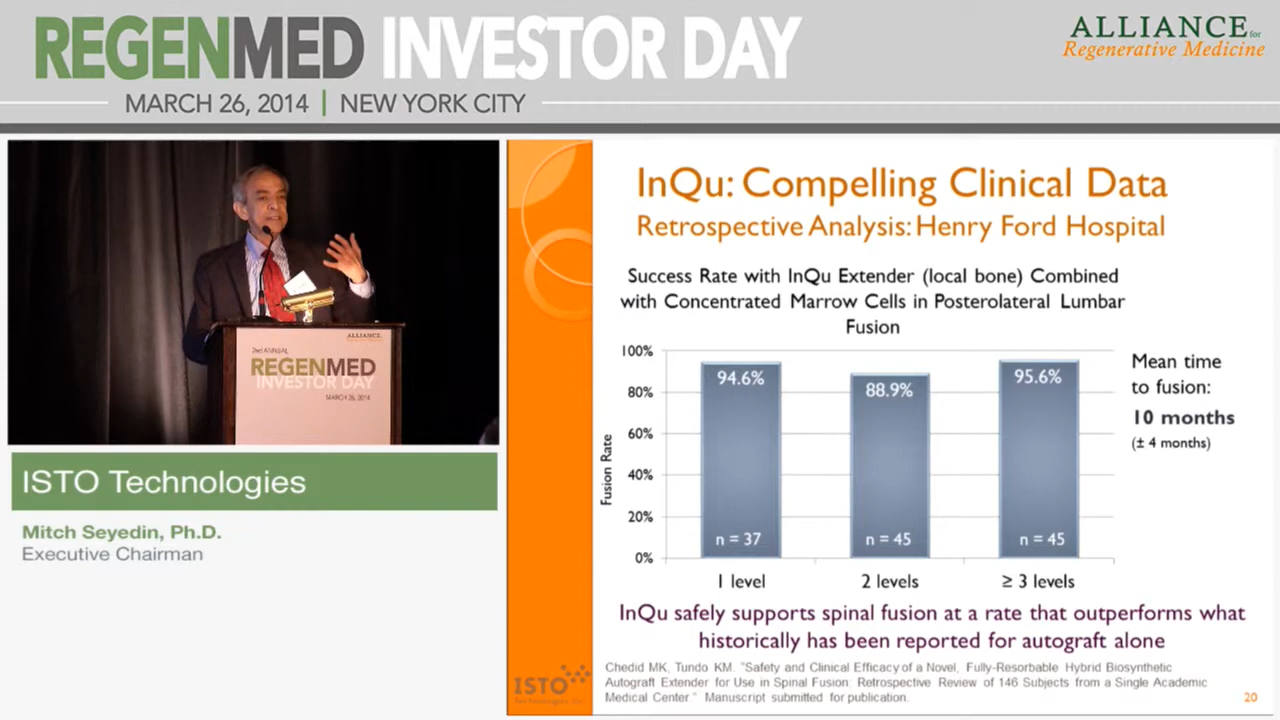 REGENMED INVESTOR DAY
MARCH 26, 2014 | NEW YORK CITY
ALLIANCE for
Regenerative Medicine
ALLIANCE
2nd ANNUAL
REGENMED
INVESTOR DAY
MARCH 26, 2014
ISTO Technologies
Mitch Seyedin, Ph.D.
Executive Chairman
InQu: Compelling Clinical Data
Retrospective Analysis: Henry Ford Hospital
Success Rate with InQu Extender (local bone) Combined
with Concentrated Marrow Cells in Posterolateral Lumbar
Fusion
Fusion Rate
100%
80%
60%
40%
20%
0%
94.6%
88.9%
95.6%
n = 37
n = 45
n = 45
1 level
2 levels
≥ 3 levels
Mean time
to fusion:
10 months
(± 4 months)
InQu safely supports spinal fusion at a rate that outperforms what
historically has been reported for autograft alone
Chedid MK, Tundo KM. "Safety and Clinical Efficacy of a Novel, Fully-Resorbable Hybrid Biosynthetic
Autograft Extender for Use in Spinal Fusion: Retrospective Review of 146 Subjects from a Single Academic
Medical Center." Manuscript submitted for publication.
ISTO
20